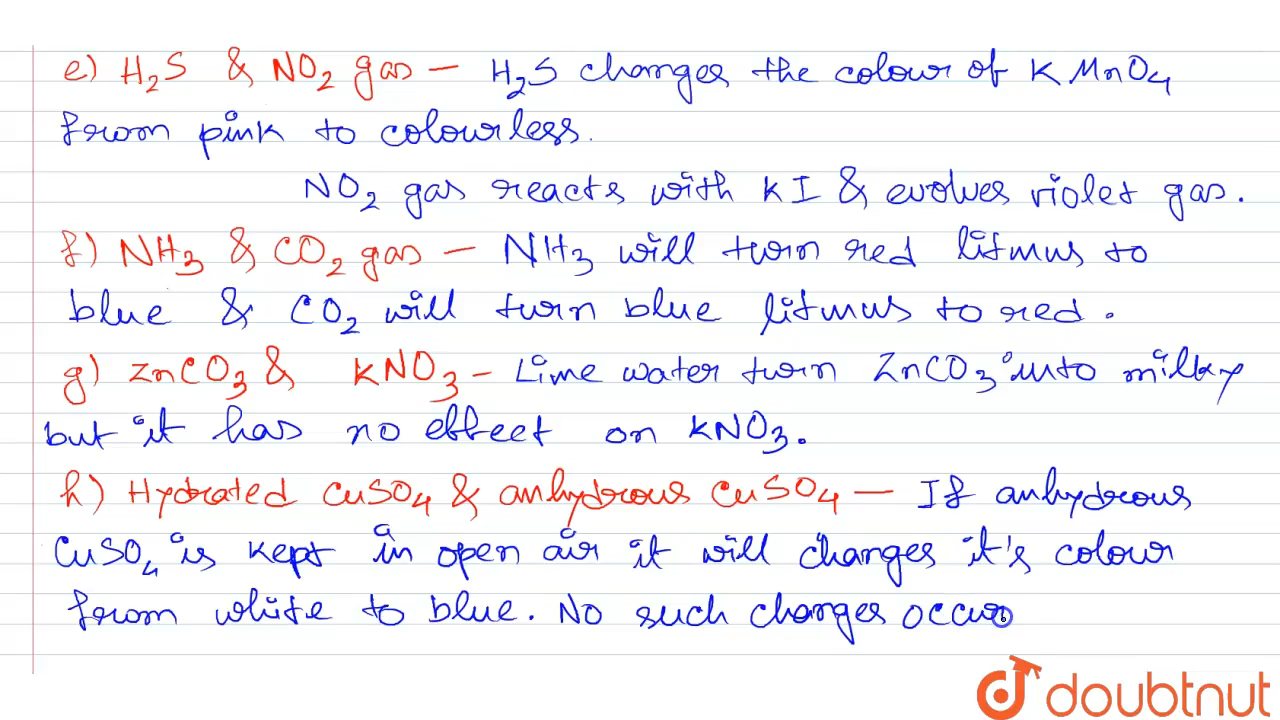 e) H₂S & NO₂ gas – H₂S changes the colour of KMnO₄
from pink to colourless.
NO₂ gas reacts with KI & evolves violet gas.
f) NH₃ & CO₂ gas – NH₃ will turn red litmus to
blue & CO₂ will turn blue litmus to red.
g) ZnCO₃ & KNO₃ – Lime water turn ZnCO₃ into milky
but it has no effect on KNO₃.
h) Hydrated CuSO₄ & anhydrous CuSO₄ – If anhydrous
CuSO₄ is kept in open air it will changes it's colour
from white to blue. No such changes occur
doubtnut